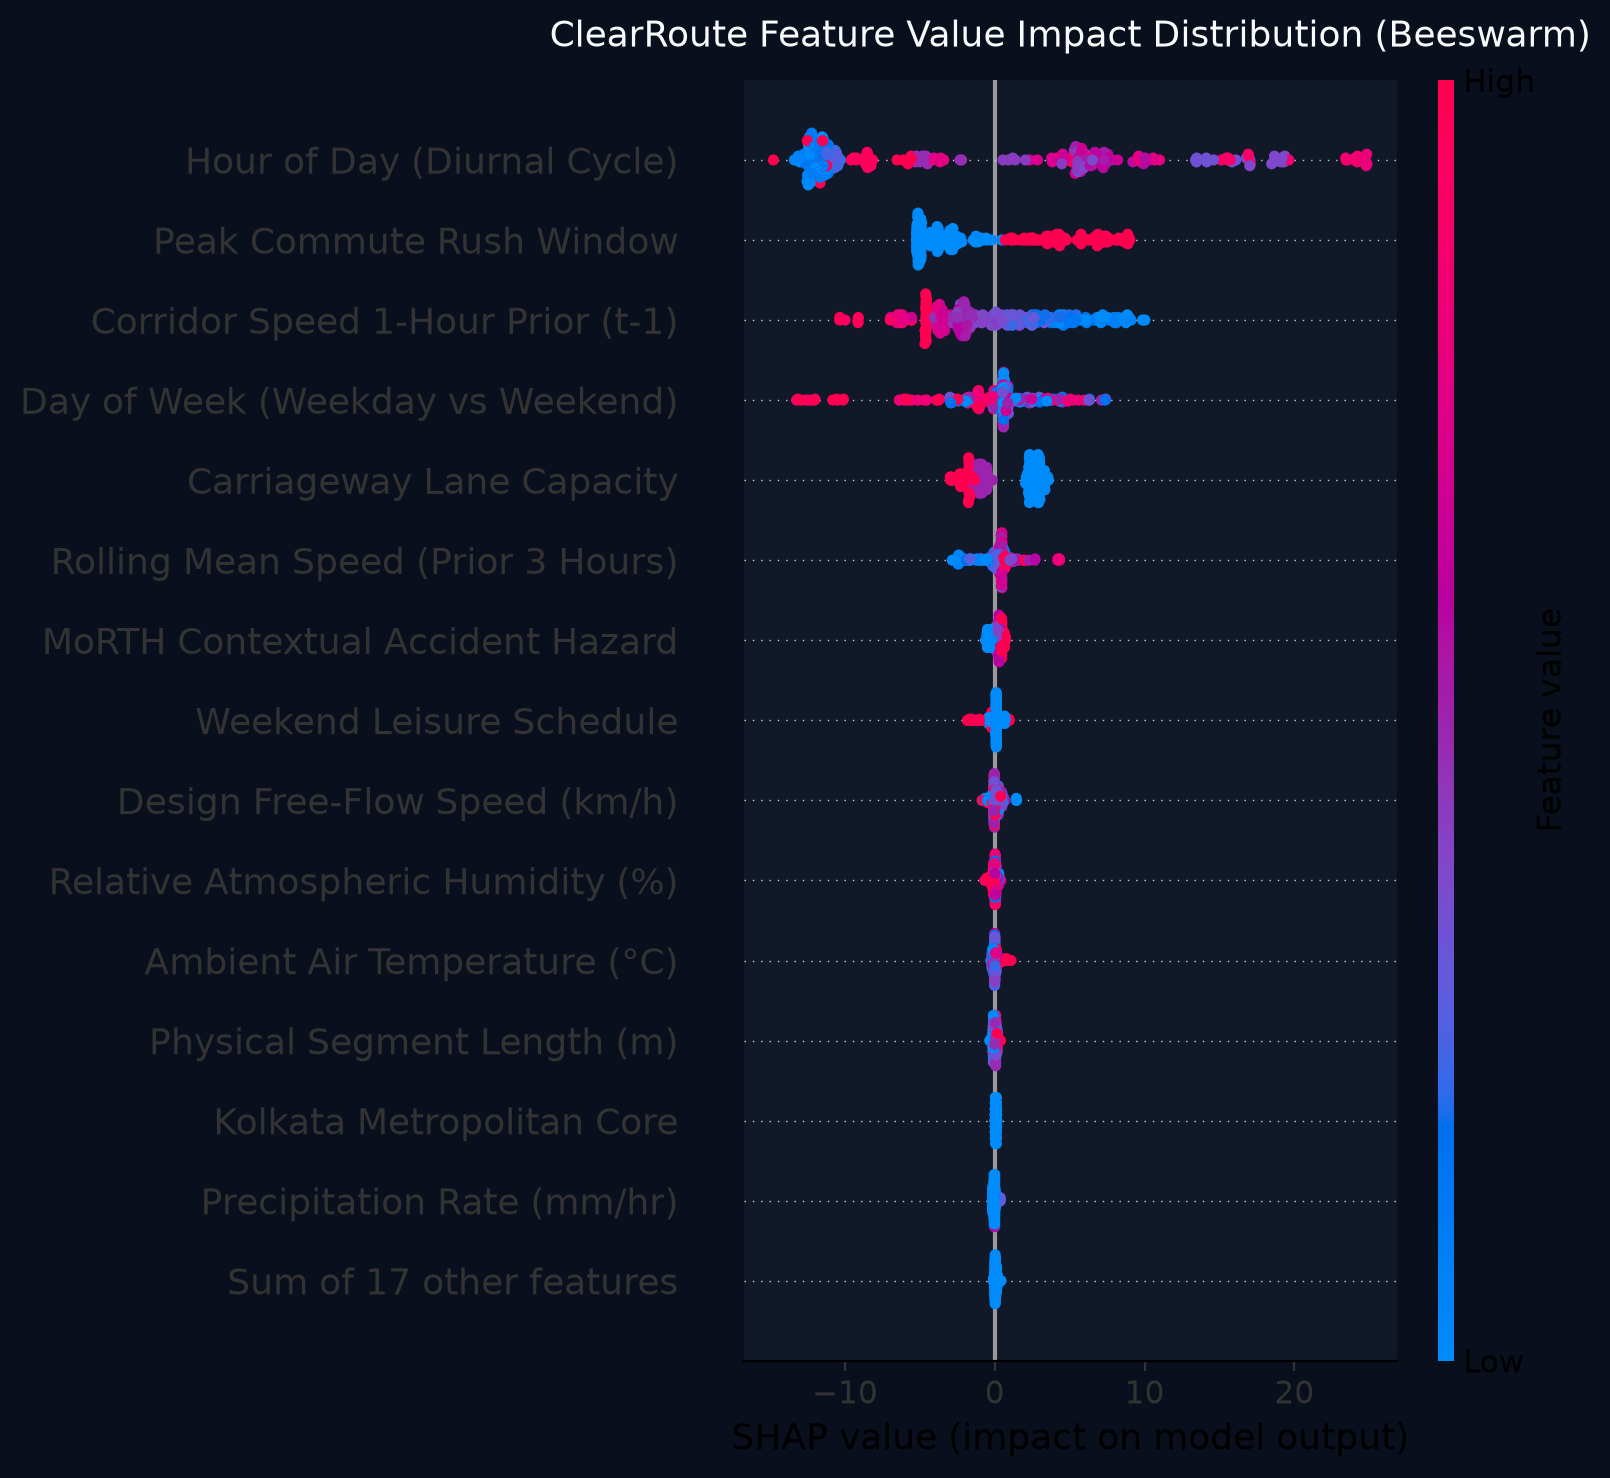 ClearRoute Feature Value Impact Distribution (Beeswarm)
High
Hour of Day (Diurnal Cycle)
Peak Commute Rush Window
Corridor Speed 1-Hour Prior (t-1)
Day of Week (Weekday vs Weekend)
Carriageway Lane Capacity
Rolling Mean Speed (Prior 3 Hours)
MoRTH Contextual Accident Hazard
Weekend Leisure Schedule
Design Free-Flow Speed (km/h)
Relative Atmospheric Humidity (%)
Ambient Air Temperature (°C)
Physical Segment Length (m)
Kolkata Metropolitan Core
Precipitation Rate (mm/hr)
Sum of 17 other features
Feature value
Low
−10 0 10 20
SHAP value (impact on model output)